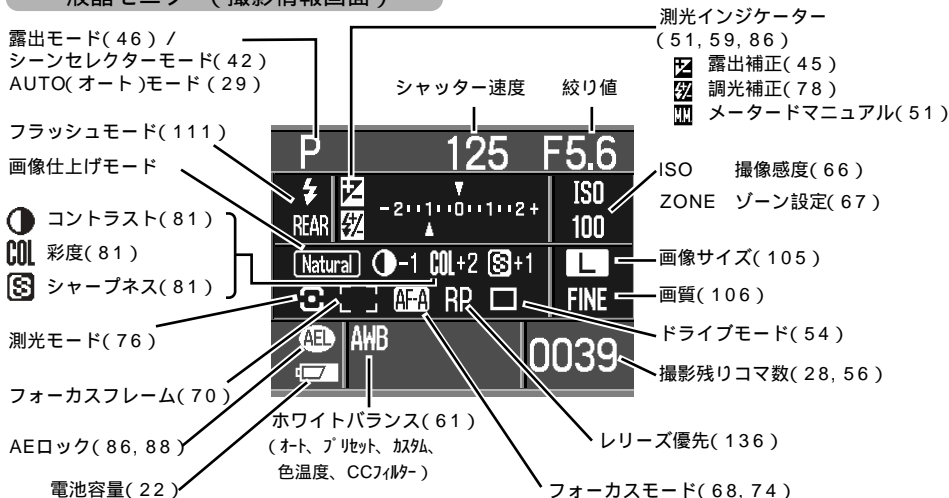 液晶モニター（撮影情報画面）
露出モード(46) /
シーンセレクターモード(42)
AUTO(オート)モード(29)
フラッシュモード(111)
画像仕上げモード
コントラスト(81)
COL 彩度(81)
S シャープネス(81)
測光モード(76)
フォーカスフレーム(70)
AEロック(86, 88)
電池容量(22)
シャッター速度
絞り値
P 125 F5.6
REAR
-2・・1・・0・・1・・2+
ISO
100
Natural -1 COL+2 S+1
L
AF-A RP FINE
AEL AWB
0039
ホワイトバランス(61)
(オート、プリセット、カスタム、
色温度、CCフィルター)
測光インジケーター
(51, 59, 86)
露出補正(45)
調光補正(78)
MM メータードマニュアル(51)
ISO 撮像感度(66)
ZONE ゾーン設定(67)
画像サイズ(105)
画質(106)
ドライブモード(54)
撮影残りコマ数(28, 56)
レリーズ優先(136)
フォーカスモード(68, 74)